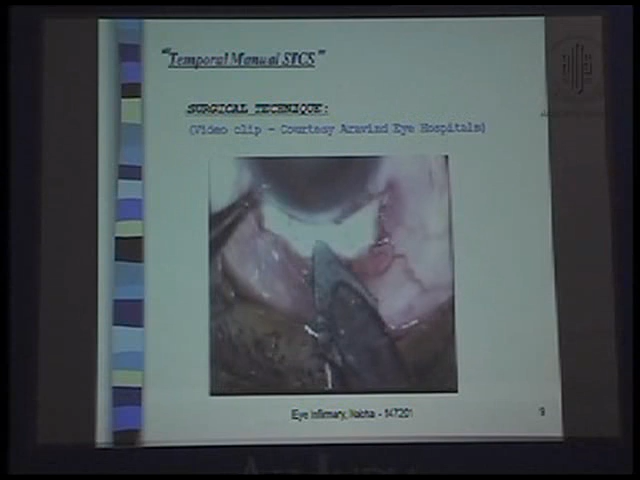 "Temporal Manual SICS"
SURGICAL TECHNIQUE:
(Video clip - Courtesy Aravind Eye Hospitals)
Eye Infirmary, Nabha - 147201
9